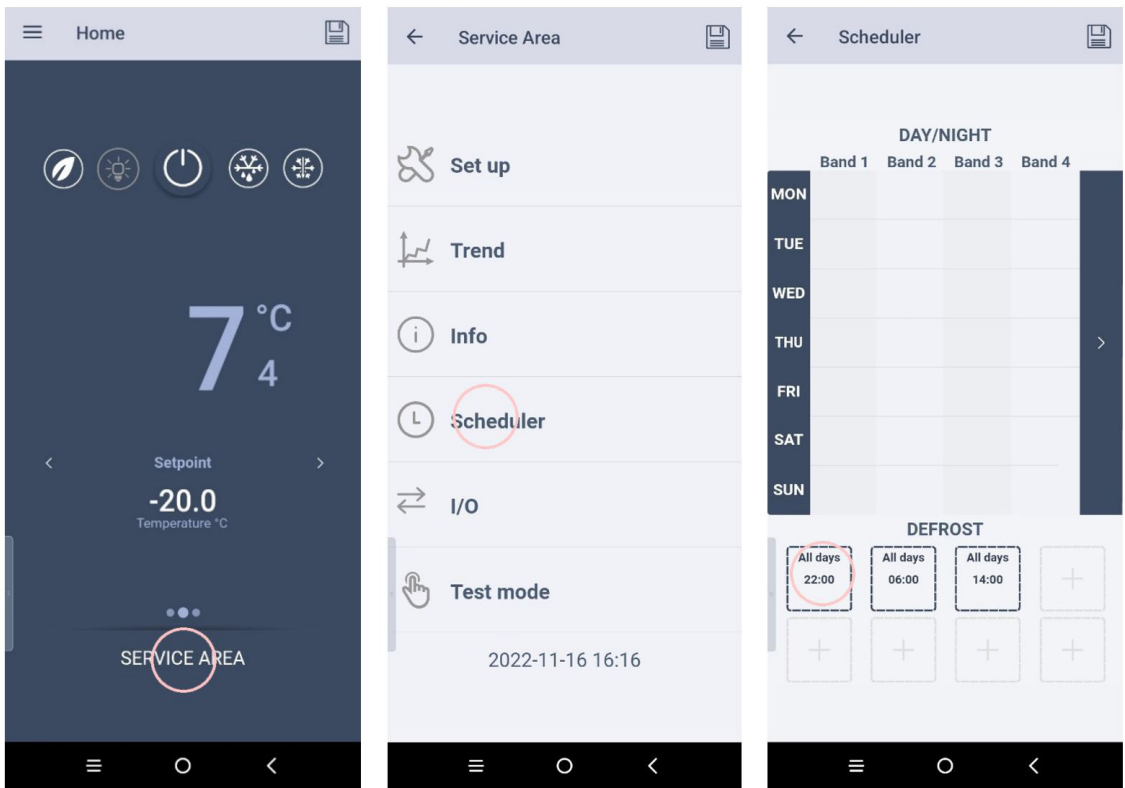 Home
7 °C
4
Setpoint
-20.0
Temperature °C
SERVICE AREA
Service Area
Set up
Trend
Info
Scheduler
I/O
Test mode
2022-11-16 16:16
Scheduler
DAY/NIGHT
Band 1 Band 2 Band 3 Band 4
MON
TUE
WED
THU
FRI
SAT
SUN
DEFROST
All days All days All days
22:00 06:00 14:00